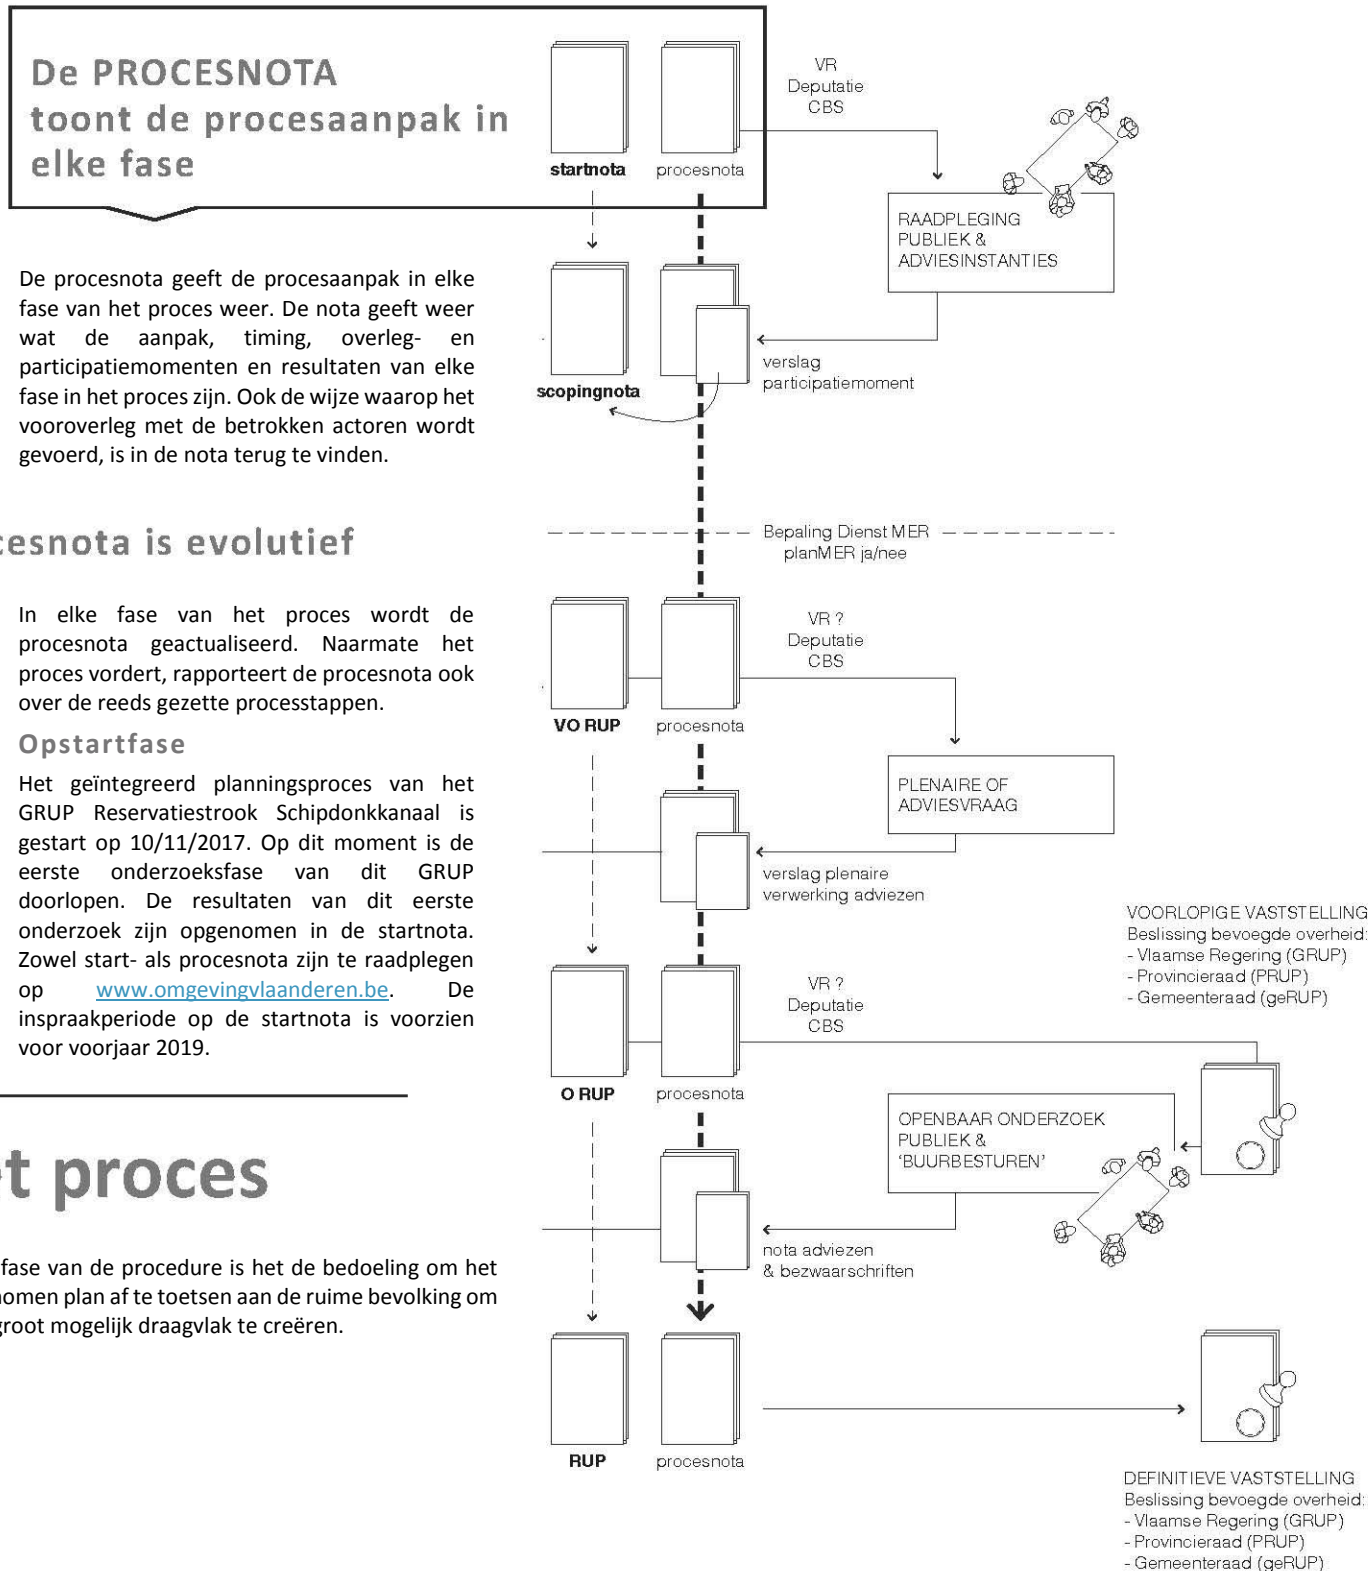 De PROCESNOTA
toont de procesaanpak in
elke fase
De procesnota geeft de procesaanpak in elke
fase van het proces weer. De nota geeft weer
wat de aanpak, timing, overleg- en
participatiemomenten en resultaten van elke
fase in het proces zijn. Ook de wijze waarop het
vooroverleg met de betrokken actoren wordt
gevoerd, is in de nota terug te vinden.
cesnota is evolutief
In elke fase van het proces wordt de
procesnota geactualiseerd. Naarmate het
proces vordert, rapporteert de procesnota ook
over de reeds gezette processtappen.
Opstartfase
Het geïntegreerd planningsproces van het
GRUP Reservatiestrook Schipdonkkanaal is
gestart op 10/11/2017. Op dit moment is de
eerste onderzoeksfase van dit GRUP
doorlopen. De resultaten van dit eerste
onderzoek zijn opgenomen in de startnota.
Zowel start- als procesnota zijn te raadplegen
op www.omgevingvlaanderen.be. De
inspraakperiode op de startnota is voorzien
voor voorjaar 2019.
et proces
fase van de procedure is het de bedoeling om het
nomen plan af te toetsen aan de ruime bevolking om
groot mogelijk draagvlak te creëren.
startnota
procesnota
VR
Deputatie
CBS
RAADPLEGING
PUBLIEK &
ADVIESINSTANTIES
verslag
participatiemoment
scopingnota
Bepaling Dienst MER
planMER ja/nee
VR ?
Deputatie
CBS
VO RUP
procesnota
PLENAIRE OF
ADVIESVRAAG
verslag plenaire
verwerking adviezen
VOORLOPIGE VASTSTELLING
Beslissing bevoegde overheid:
- Vlaamse Regering (GRUP)
- Provincieraad (PRUP)
- Gemeenteraad (geRUP)
VR ?
Deputatie
CBS
O RUP
procesnota
OPENBAAR ONDERZOEK
PUBLIEK &
'BUURBESTUREN'
nota adviezen
& bezwaarschriften
RUP
procesnota
DEFINITIEVE VASTSTELLING
Beslissing bevoegde overheid:
- Vlaamse Regering (GRUP)
- Provincieraad (PRUP)
- Gemeenteraad (geRUP)